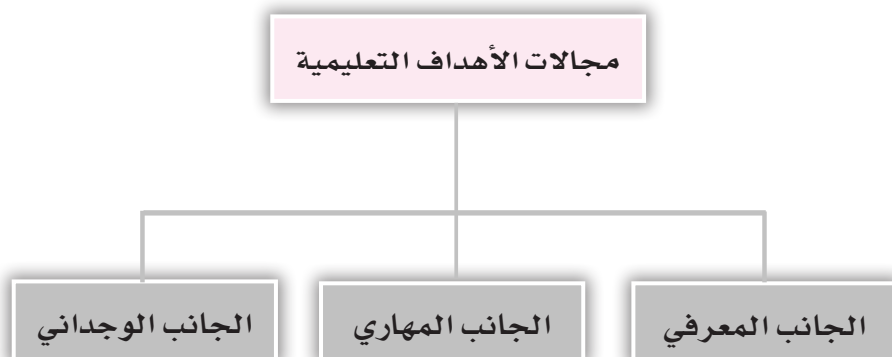 مجالات الأهداف التعليمية
الجانب المعرفي
الجانب المهاري
الجانب الوجداني